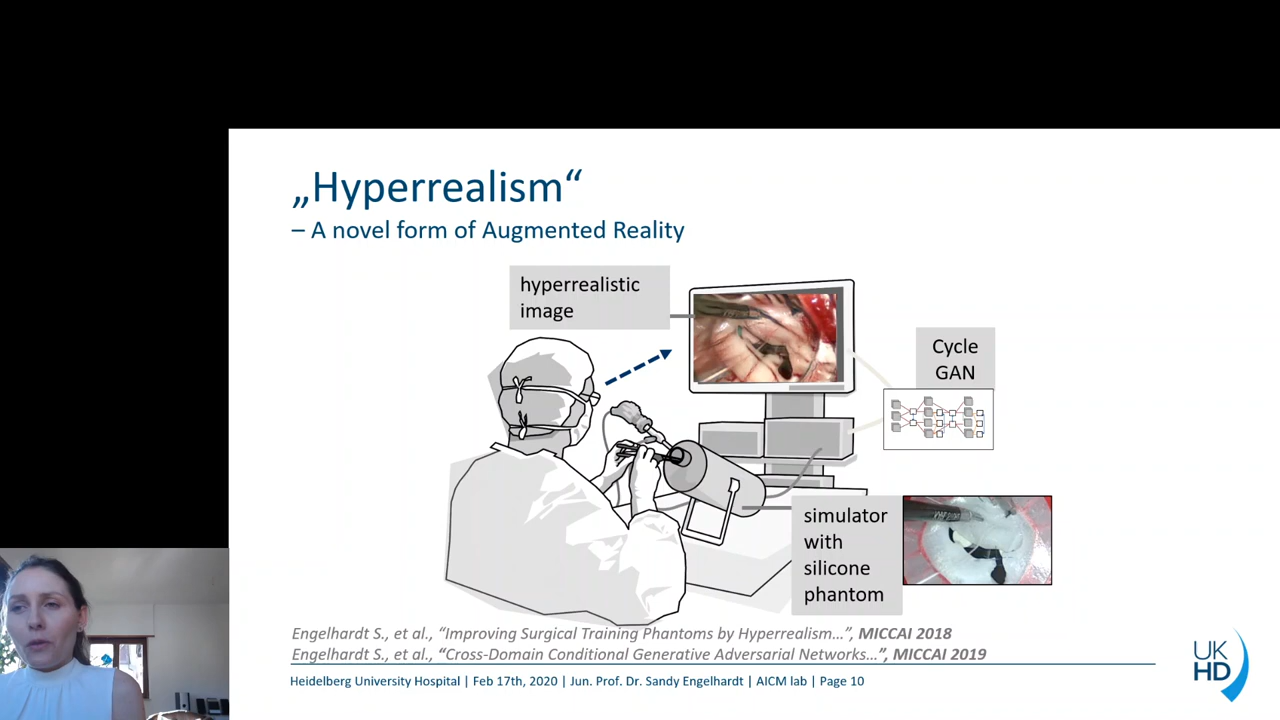 „Hyperrealism“
– A novel form of Augmented Reality
hyperrealistic
image
Cycle
GAN
simulator
with
silicone
phantom
Engelhardt S., et al., “Improving Surgical Training Phantoms by Hyperrealism…”, MICCAI 2018
Engelhardt S., et al., “Cross-Domain Conditional Generative Adversarial Networks…”, MICCAI 2019
Heidelberg University Hospital | Feb 17th, 2020 | Jun. Prof. Dr. Sandy Engelhardt | AICM lab | Page 10
UK
HD